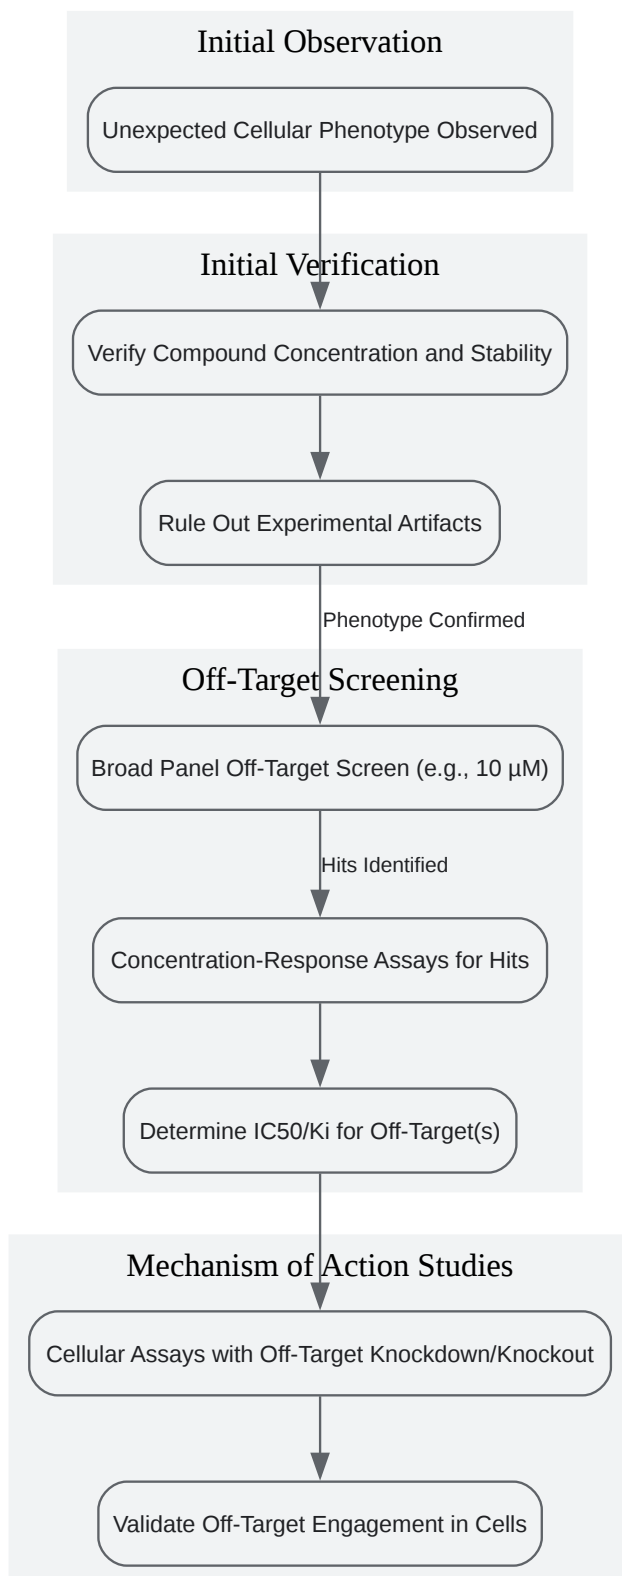 Initial Observation
Unexpected Cellular Phenotype Observed
Initial Verification
Verify Compound Concentration and Stability
Rule Out Experimental Artifacts
Phenotype Confirmed
Off-Target Screening
Broad Panel Off-Target Screen (e.g., 10 µM)
Hits Identified
Concentration-Response Assays for Hits
Determine IC50/Ki for Off-Target(s)
Mechanism of Action Studies
Cellular Assays with Off-Target Knockdown/Knockout
Validate Off-Target Engagement in Cells